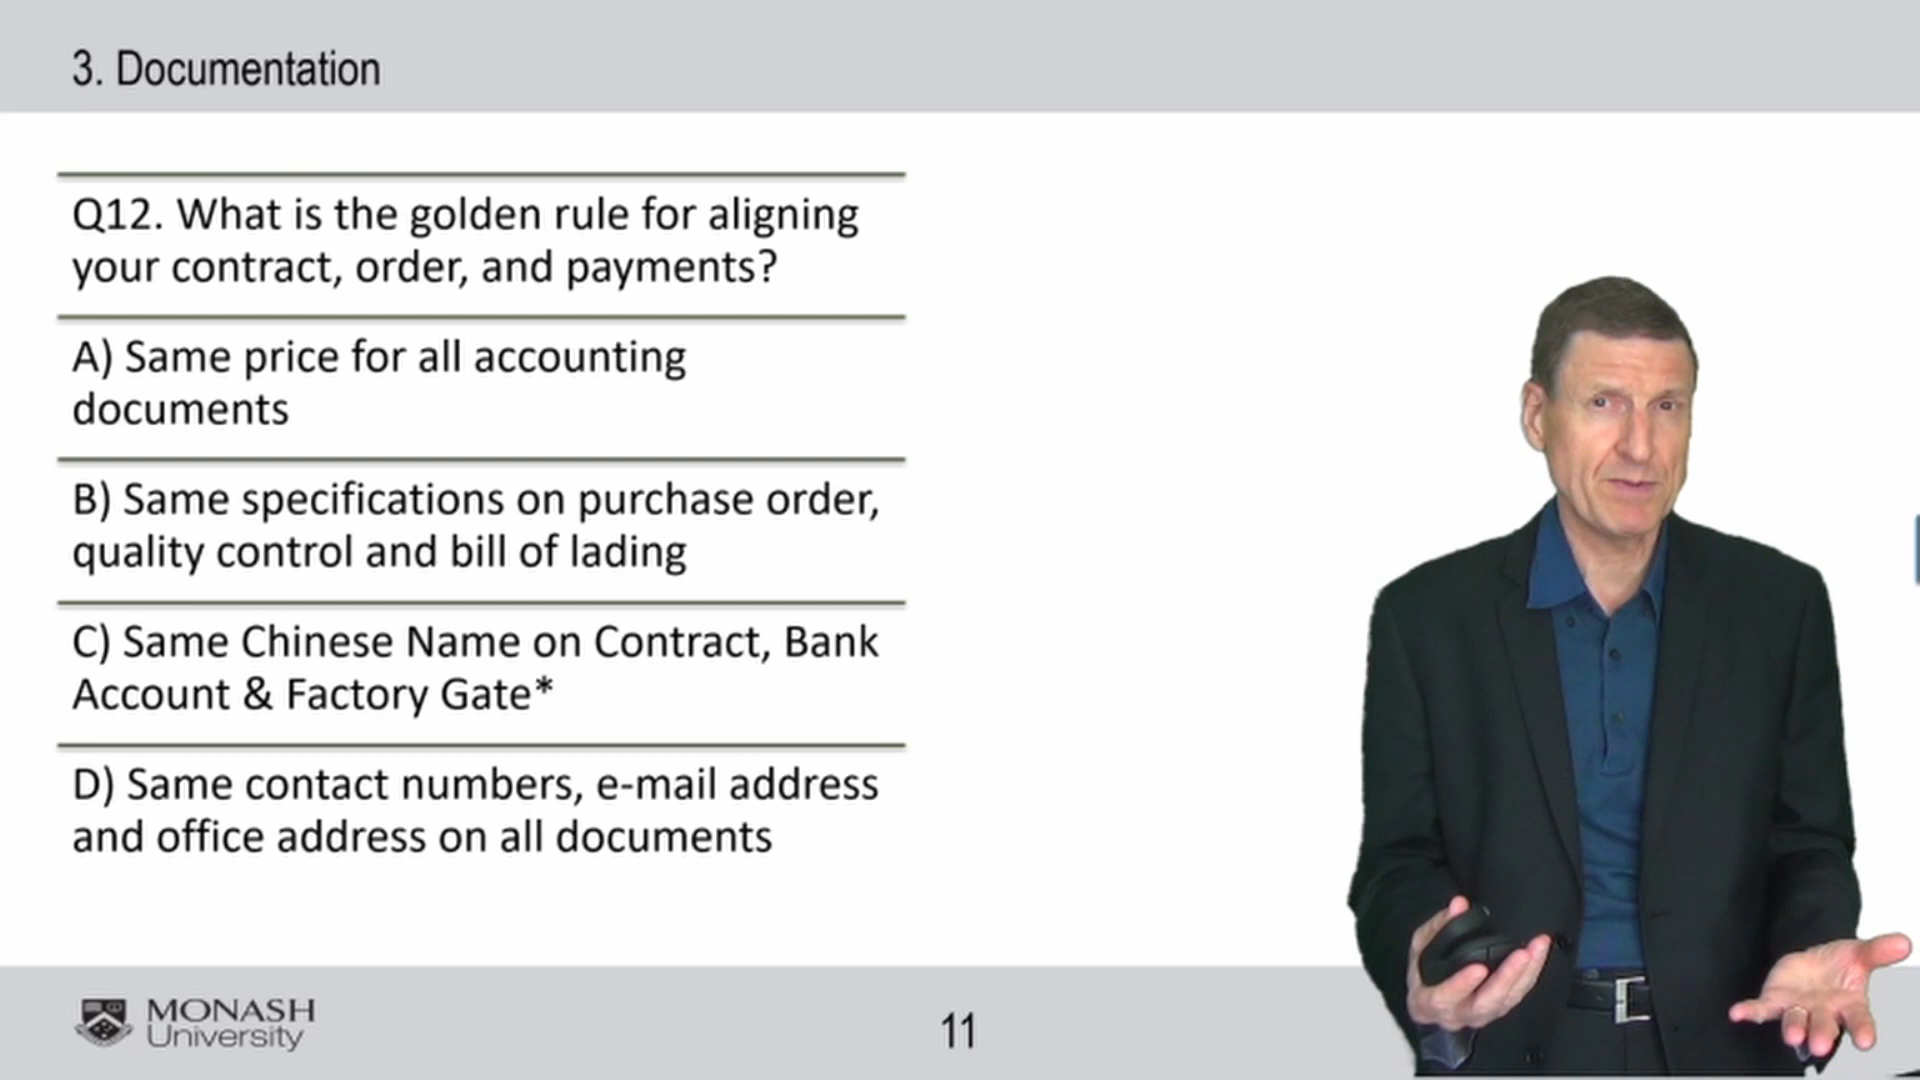 3. Documentation
Q12. What is the golden rule for aligning
your contract, order, and payments?
A) Same price for all accounting
documents
B) Same specifications on purchase order,
quality control and bill of lading
C) Same Chinese Name on Contract, Bank
Account & Factory Gate*
D) Same contact numbers, e-mail address
and office address on all documents
MONASH
University
11